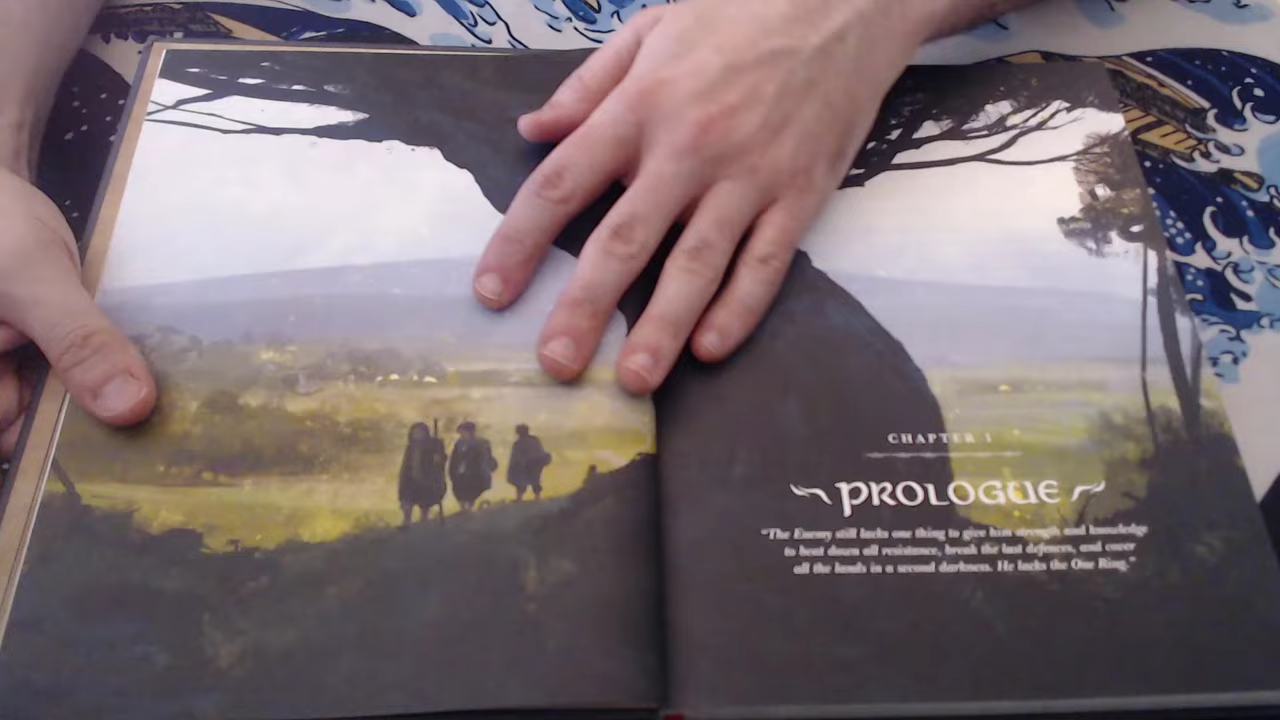 CHAPTER 1
PROLOGUE
"The Enemy still lacks one thing to give him strength and knowledge
to beat down all resistance, break the last defences, and cover
all the lands in a second darkness. He lacks the One Ring."